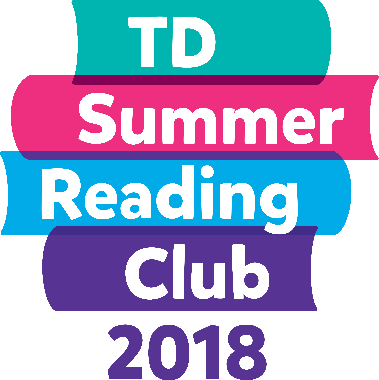 TD
Summer
Reading
Club
2018